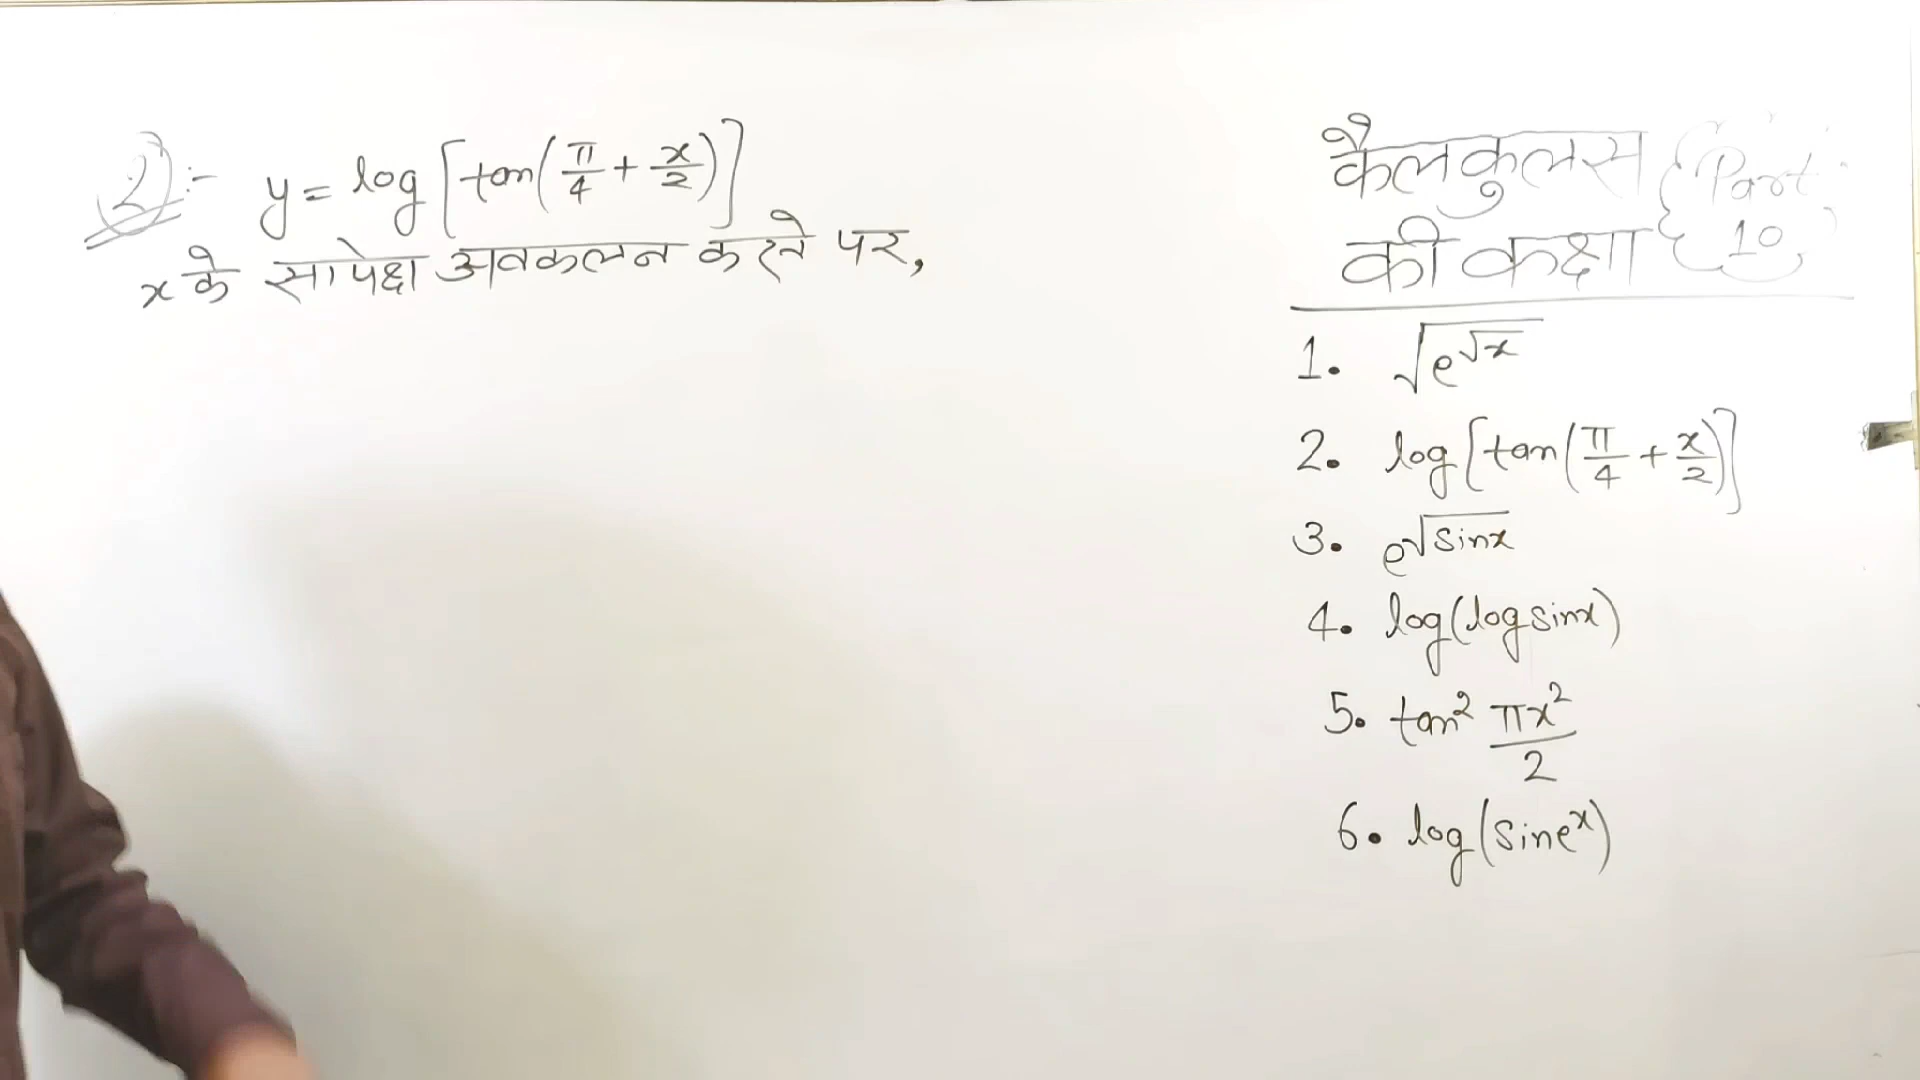 2):- y = log [tan(π/4 + x/2)]
x के सापेक्ष अवकलन करने पर,
कैलकुलस
की कक्षा
{Part
10}
1. √e^√x
2. log[tan(π/4 + x/2)]
3. e^√sinx
4. log(log sinx)
5. tan² πx²/2
6. log(sine^x)